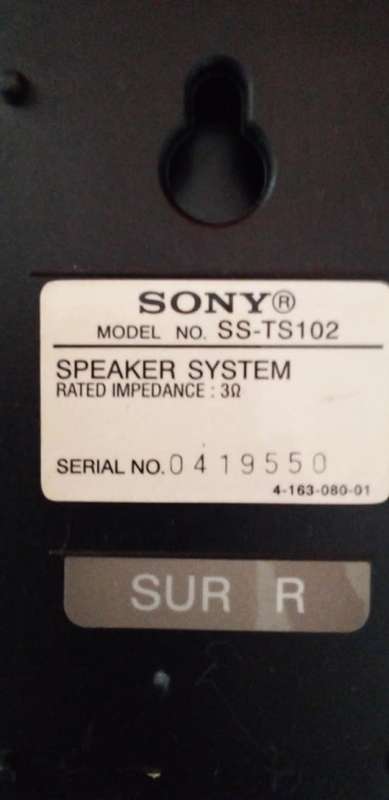 SONY®
MODEL NO. SS-TS102
SPEAKER SYSTEM
RATED IMPEDANCE : 3Ω
SERIAL NO. 0419550
4-163-080-01
SUR R